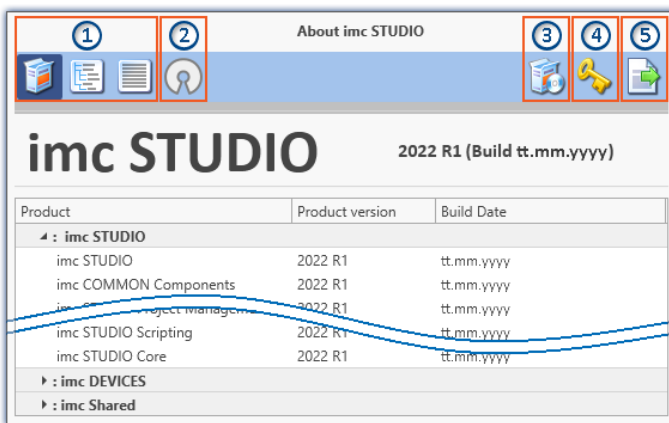 1 2 About imc STUDIO 3 4 5
imc STUDIO 2022 R1 (Build tt.mm.yyyy)
Product Product version Build Date
: imc STUDIO
imc STUDIO 2022 R1 tt.mm.yyyy
imc COMMON Components 2022 R1 tt.mm.yyyy
2022 R1 tt.mm.yyyy
imc STUDIO Scripting 2022 R1 tt.mm.yyyy
imc STUDIO Core 2022 R1 tt.mm.yyyy
: imc DEVICES
: imc Shared